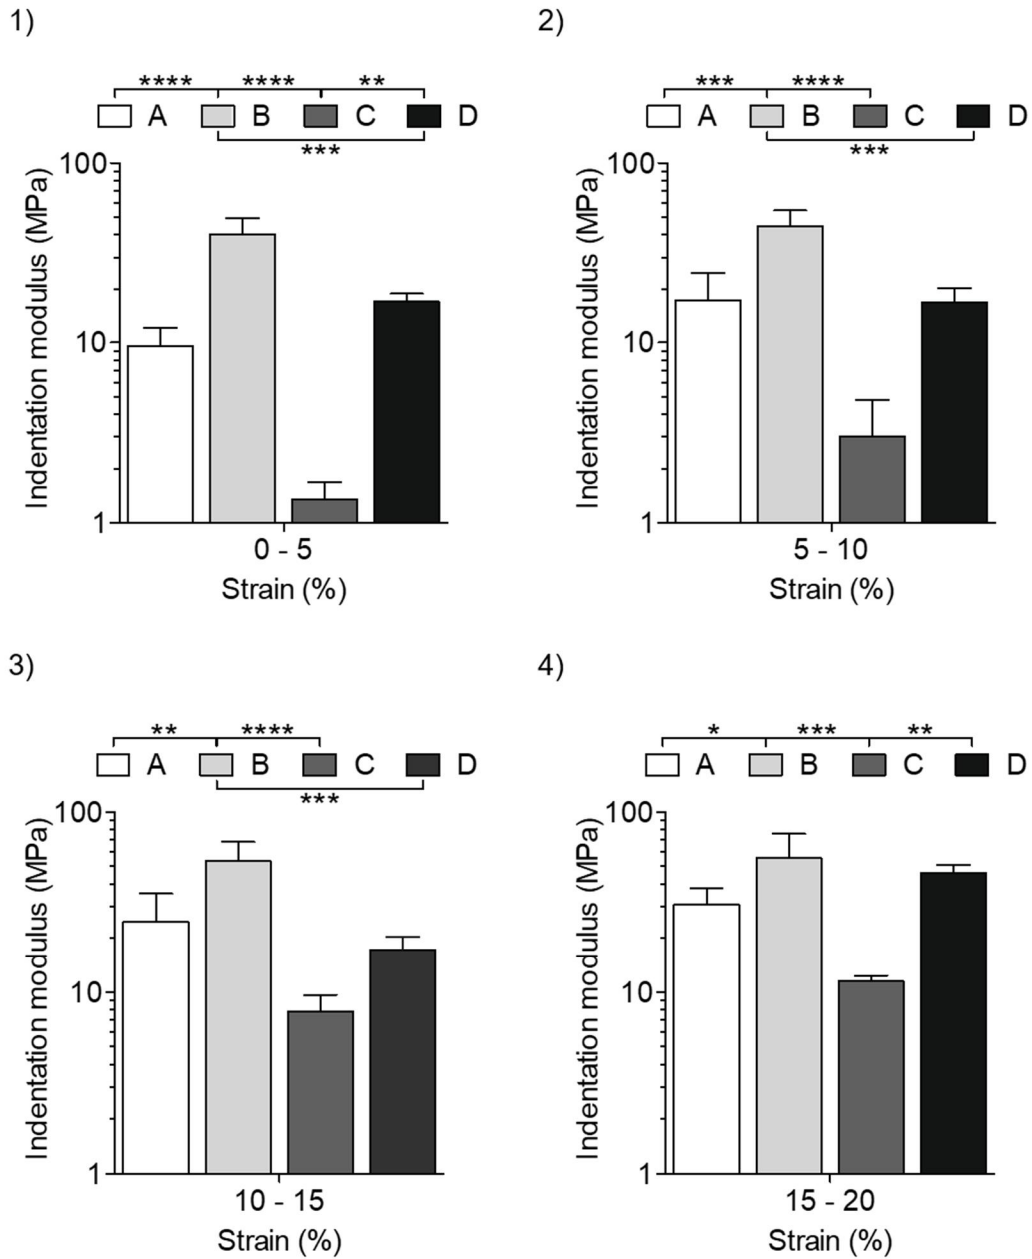 1)
**** **** **
A B C D
***
Indentation modulus (MPa)
100
10
1
0 - 5
Strain (%)
2)
*** ****
A B C D
***
Indentation modulus (MPa)
100
10
1
5 - 10
Strain (%)
3)
** ****
A B C D
***
Indentation modulus (MPa)
100
10
1
10 - 15
Strain (%)
4)
* *** **
A B C D
Indentation modulus (MPa)
100
10
1
15 - 20
Strain (%)